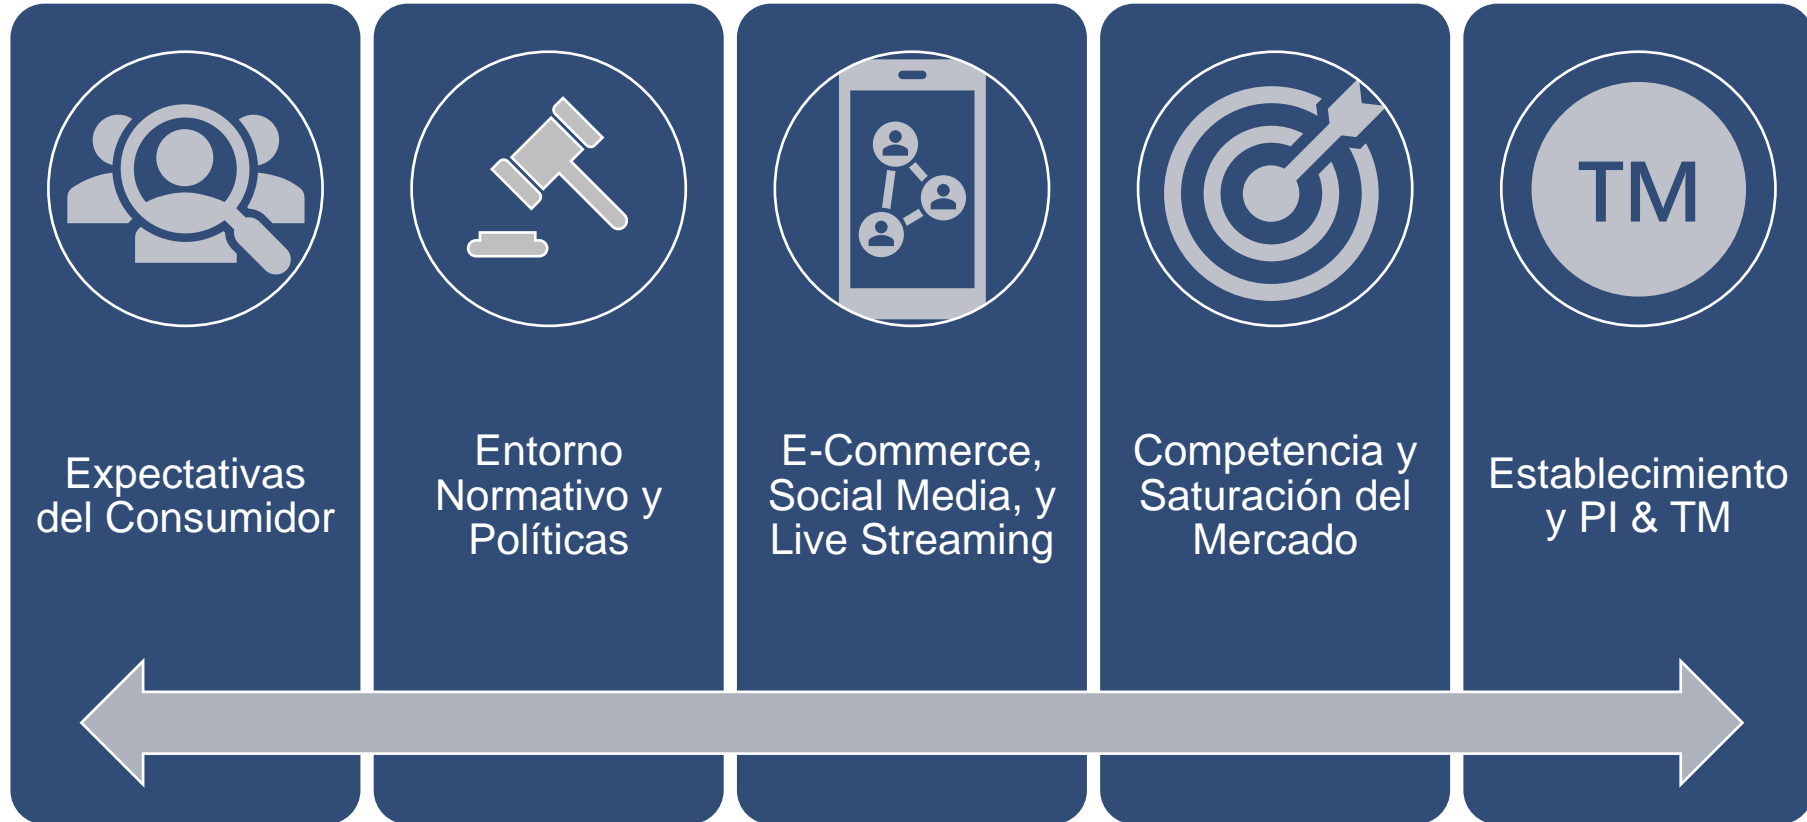 Expectativas
del Consumidor
Entorno
Normativo y
Políticas
E-Commerce,
Social Media, y
Live Streaming
Competencia y
Saturación del
Mercado
TM
Establecimiento
y PI & TM